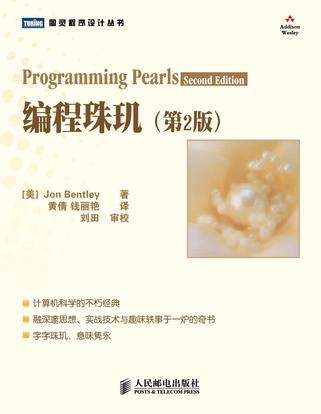 TURING 图灵程序设计丛书
Addison
Wesley
Programming Pearls Second Edition
编程珠玑（第2版）
[美] Jon Bentley 著
黄倩 钱丽艳 译
刘田 审校
计算机科学的不朽经典
融深邃思想、实战技术与趣味轶事于一炉的奇书
字字珠玑，意味隽永
人民邮电出版社
POSTS & TELECOM PRESS